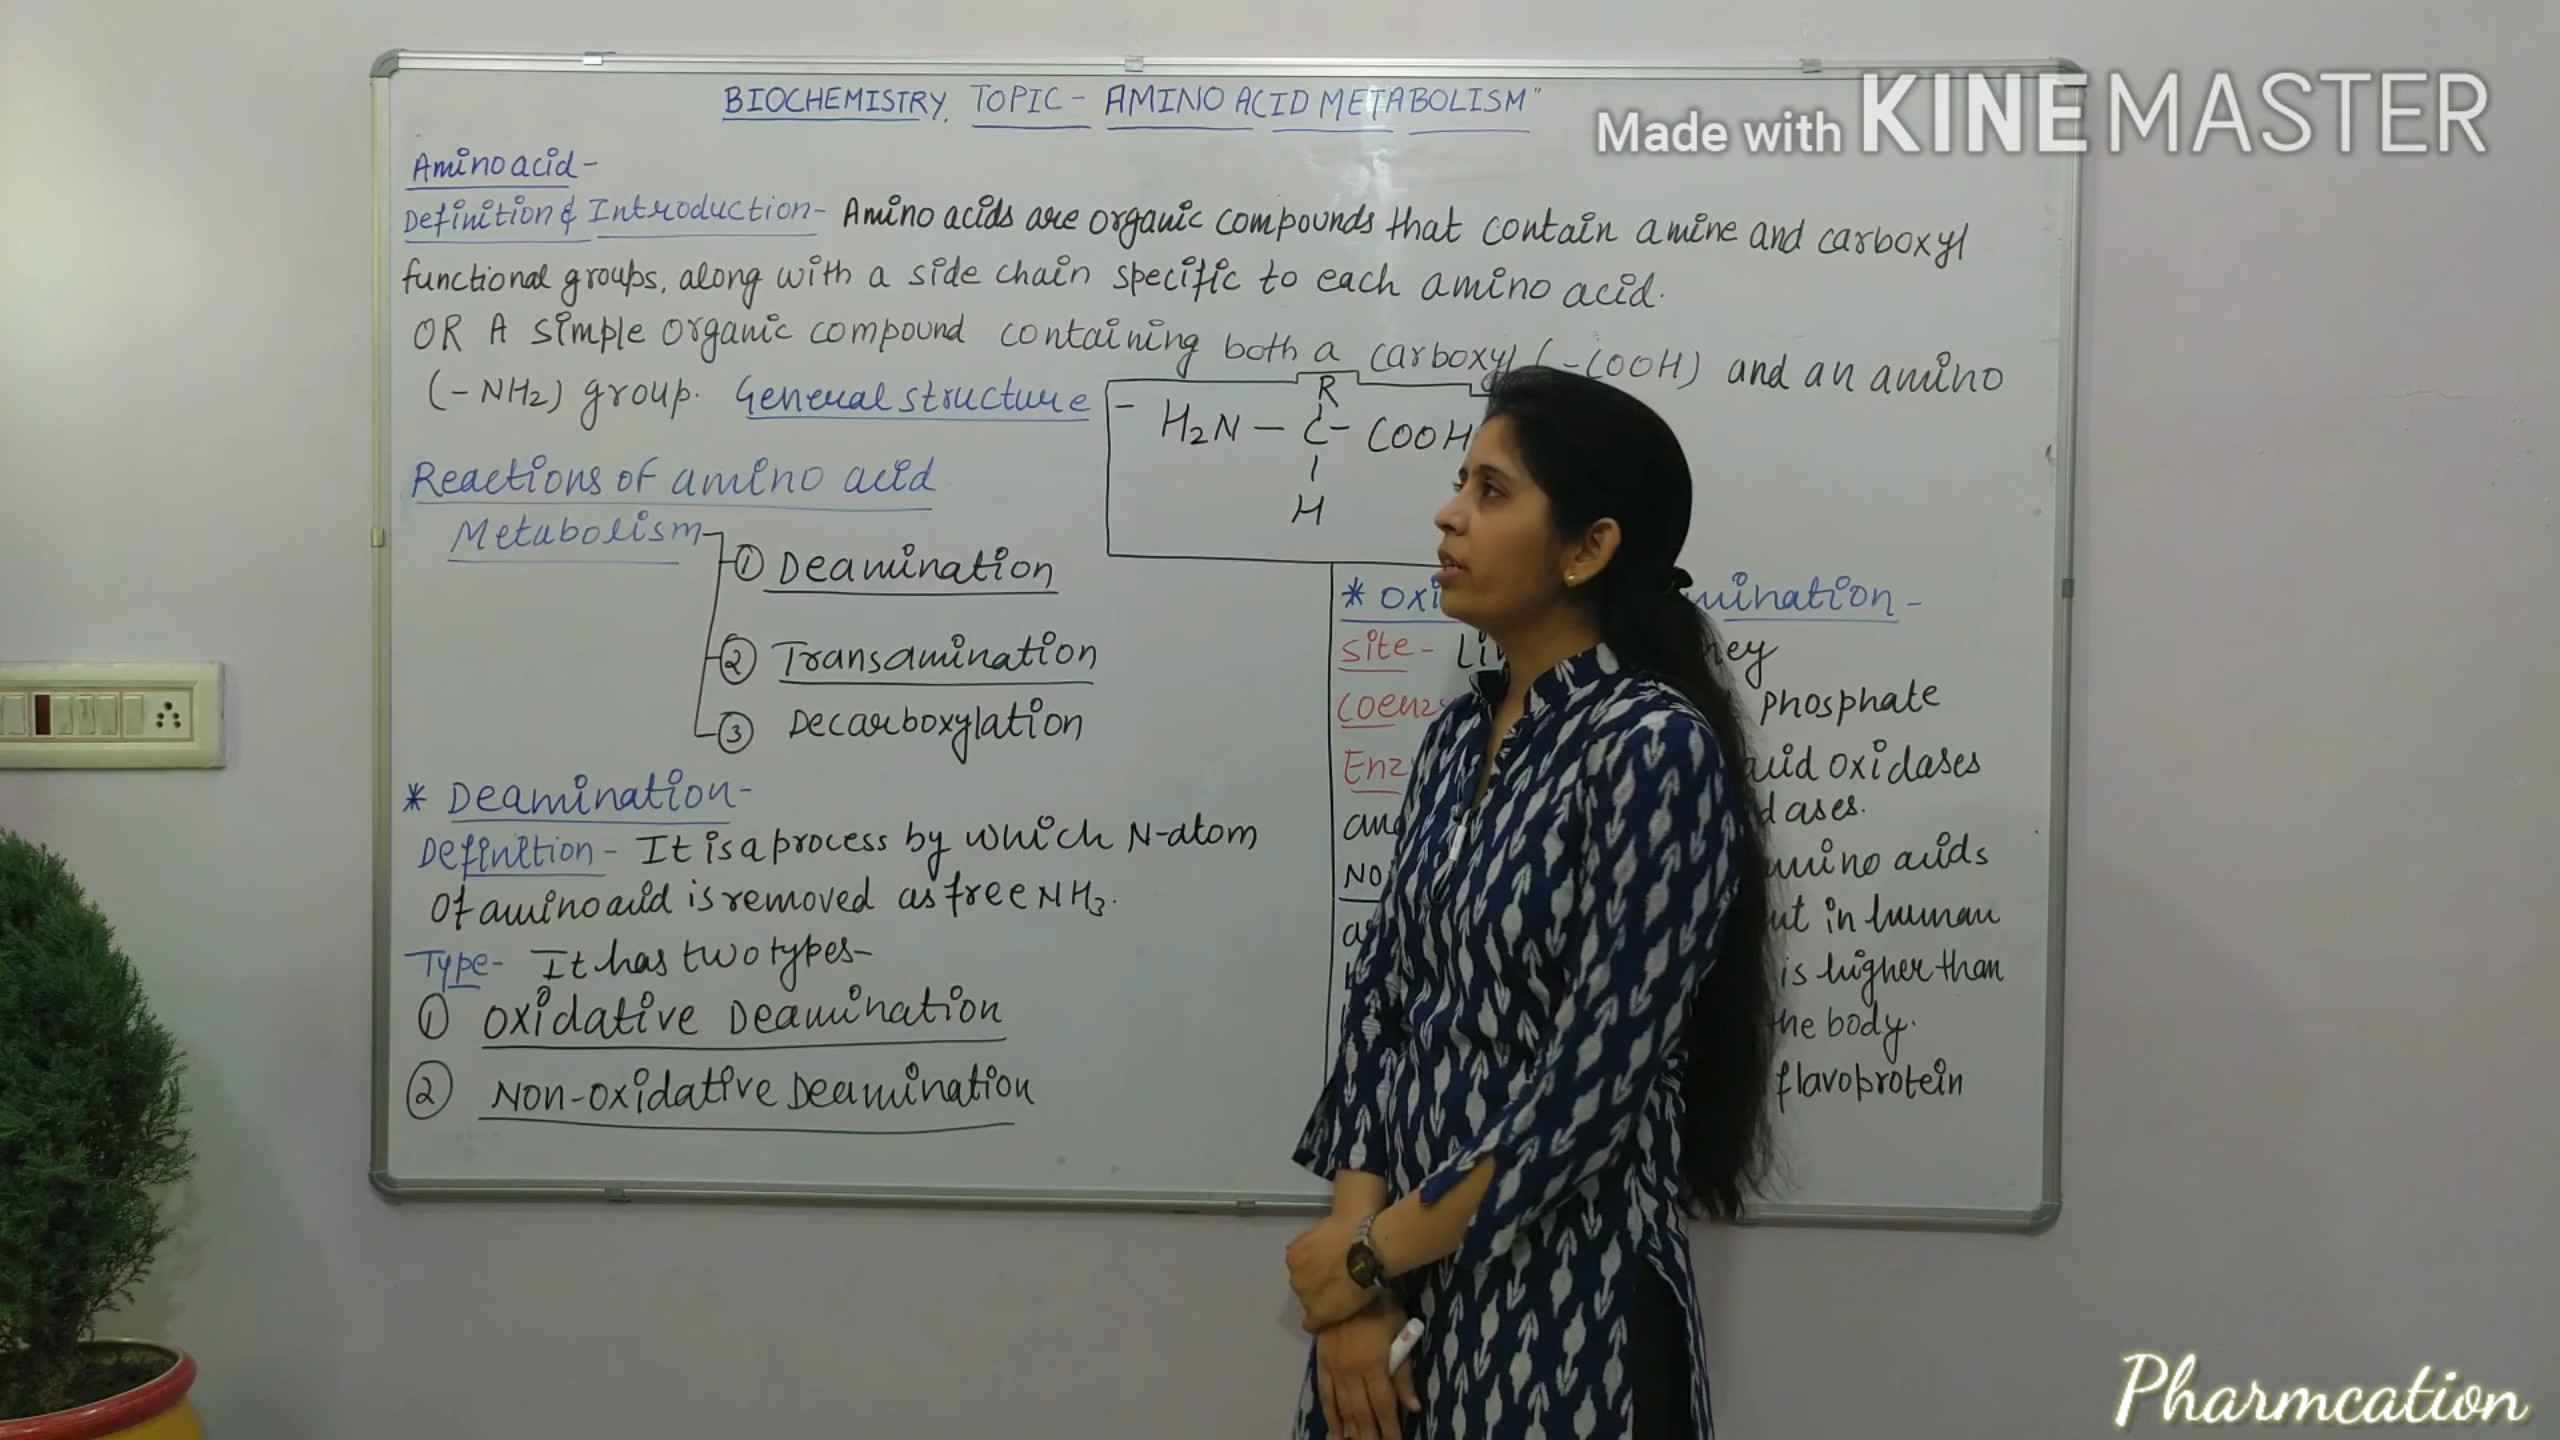 BIOCHEMISTRY. TOPIC - AMINO ACID METABOLISM"
Made with KINEMASTER
Amino acid -
Definition & Introduction - Amino acids are organic compounds that contain amine and carboxyl
functional groups, along with a side chain specific to each amino acid.
OR A simple organic compound containing both a carboxyl (-COOH) and an amino
(-NH2) group. General structure -
R
H2N - C - COOH
H
Reactions of amino acid
Metabolism
① Deamination
② Transamination
③ Decarboxylation
* Deamination -
Definition - It is a process by which N-atom
of amino acid is removed as free NH3.
Type - It has two types -
① Oxidative Deamination
② Non-oxidative Deamination
*
Site -
phosphate
acid oxidases
amino acids
in human
is higher than
the body.
flavoprotein
Pharmcation